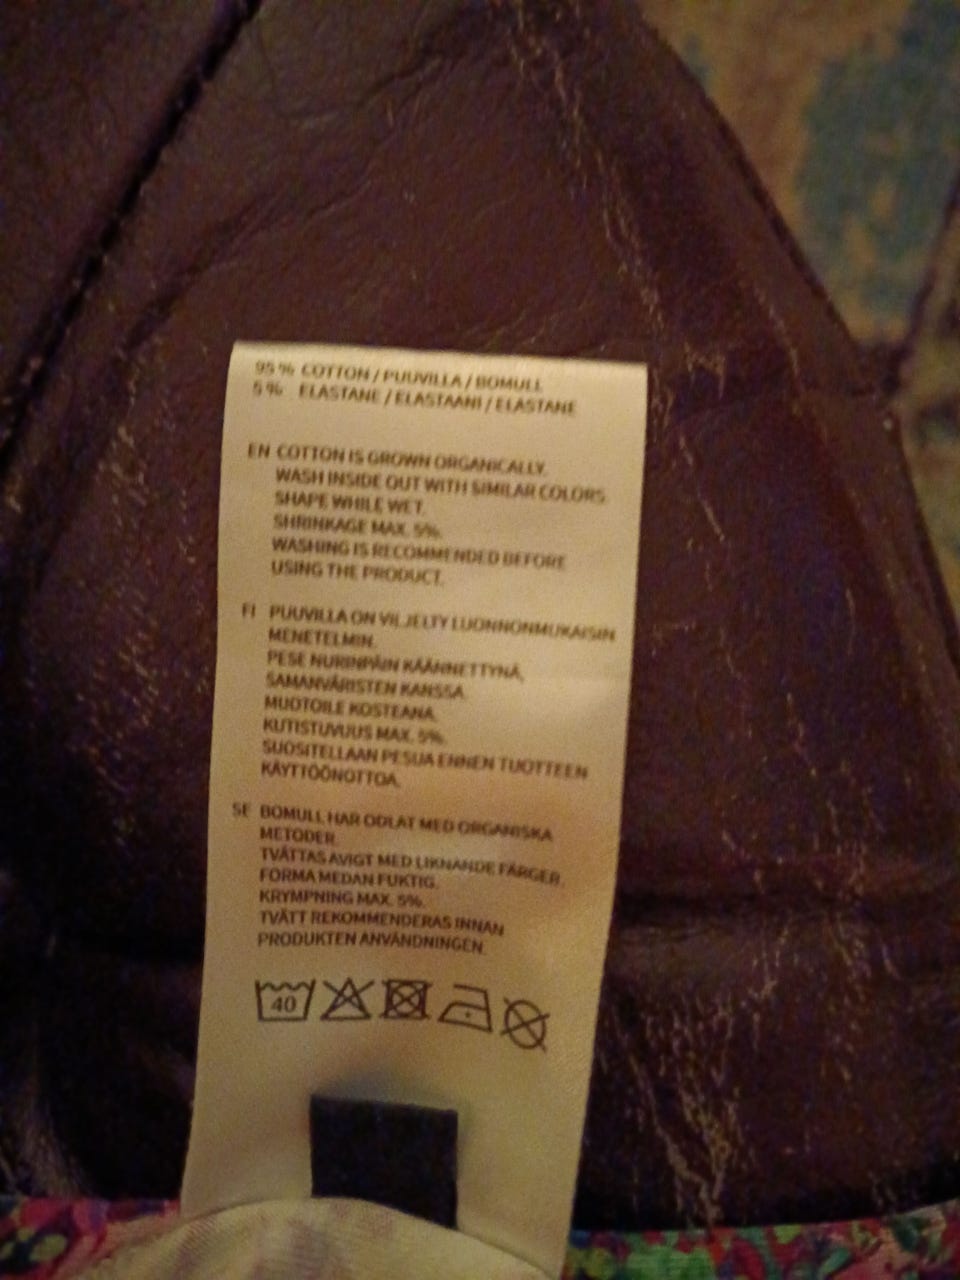 95 % COTTON / PUUVILLA / BOMULL
5 % ELASTANE / ELASTAANI / ELASTANE
EN COTTON IS GROWN ORGANICALLY.
WASH INSIDE OUT WITH SIMILAR COLORS.
SHAPE WHILE WET.
SHRINKAGE MAX. 5%.
WASHING IS RECOMMENDED BEFORE
USING THE PRODUCT.
FI PUUVILLA ON VILJELTY LUONNONMUKAISIN
MENETELMIN.
PESE NURINPÄIN KÄÄNNETTYNÄ,
SAMANVÄRISTEN KANSSA.
MUOTOILE KOSTEANA.
KUTISTUVUUS MAX. 5%.
SUOSITELLAAN PESUA ENNEN TUOTTEEN
KÄYTTÖÖNOTTOA.
SE BOMULL HAR ODLAT MED ORGANISKA
METODER.
TVÄTTAS AVIGT MED LIKNANDE FÄRGER.
FORMA MEDAN FUKTIG.
KRYMPNING MAX. 5%.
TVÄTT REKOMMENDERAS INNAN
PRODUKTEN ANVÄNDNINGEN.
40